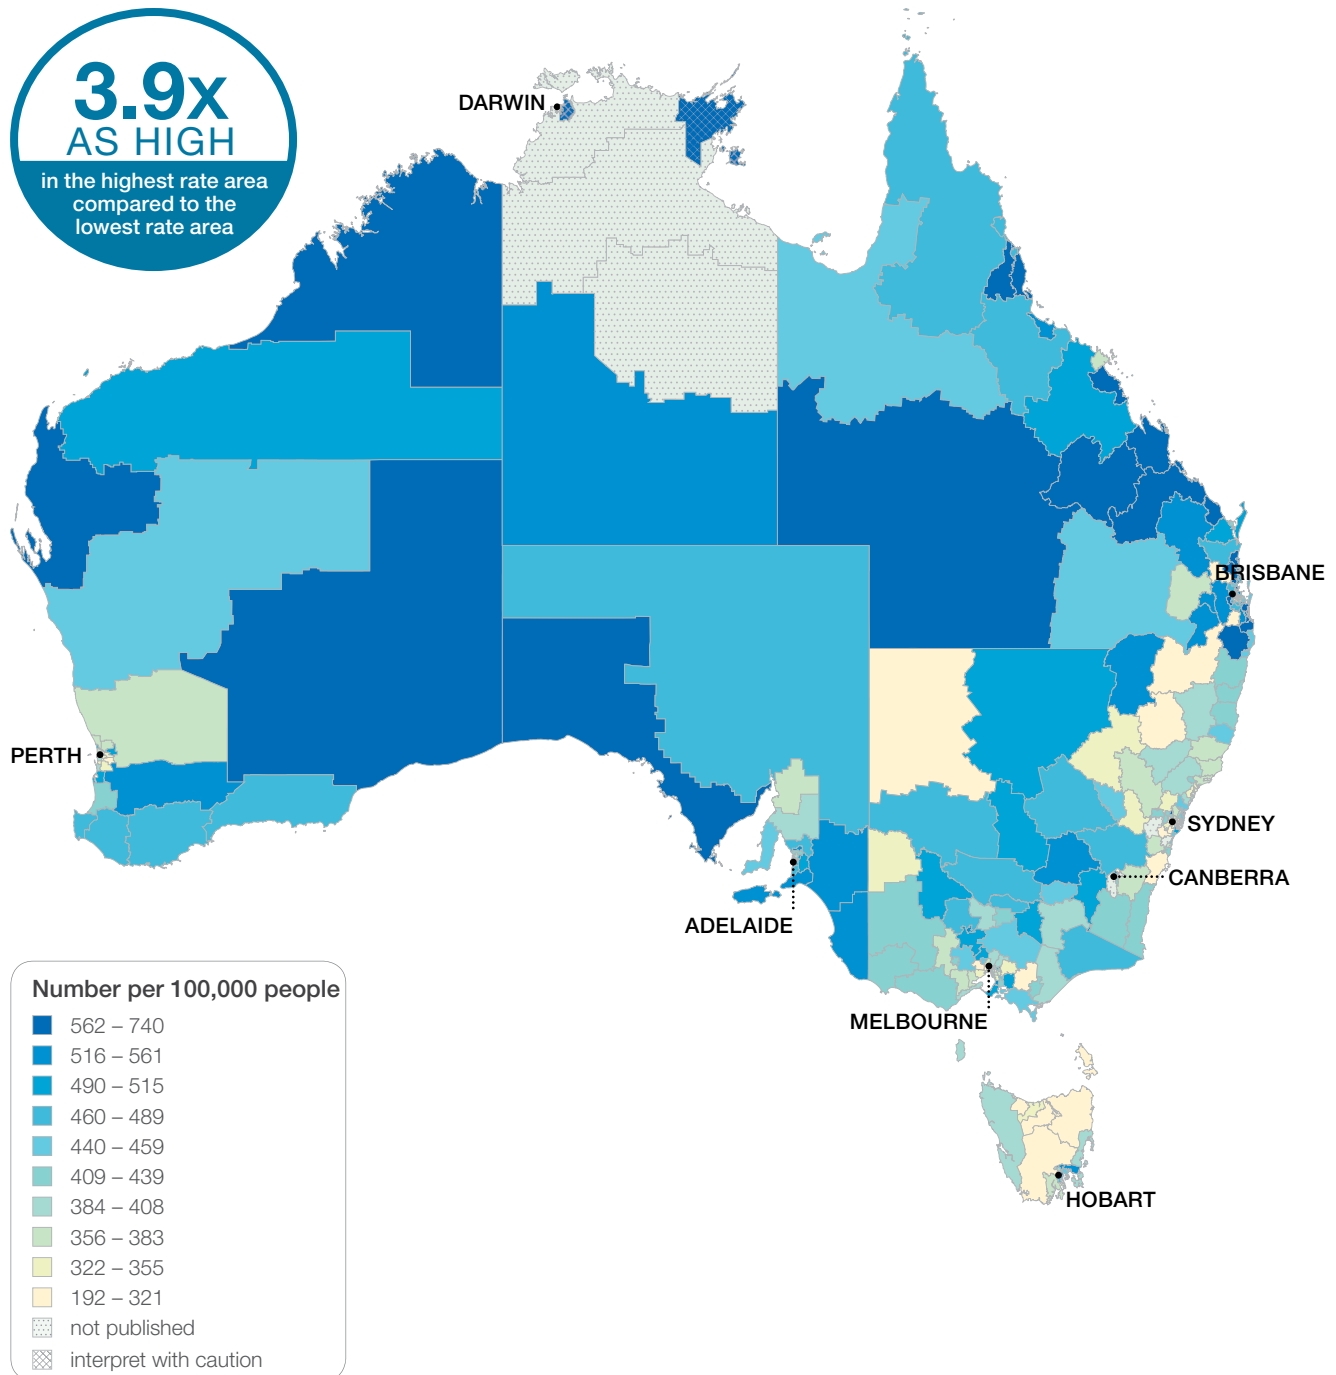 3.9x
AS HIGH
in the highest rate area
compared to the
lowest rate area
DARWIN
BRISBANE
PERTH
SYDNEY
CANBERRA
ADELAIDE
MELBOURNE
HOBART
Number per 100,000 people
562 – 740
516 – 561
490 – 515
460 – 489
440 – 459
409 – 439
384 – 408
356 – 383
322 – 355
192 – 321
not published
interpret with caution